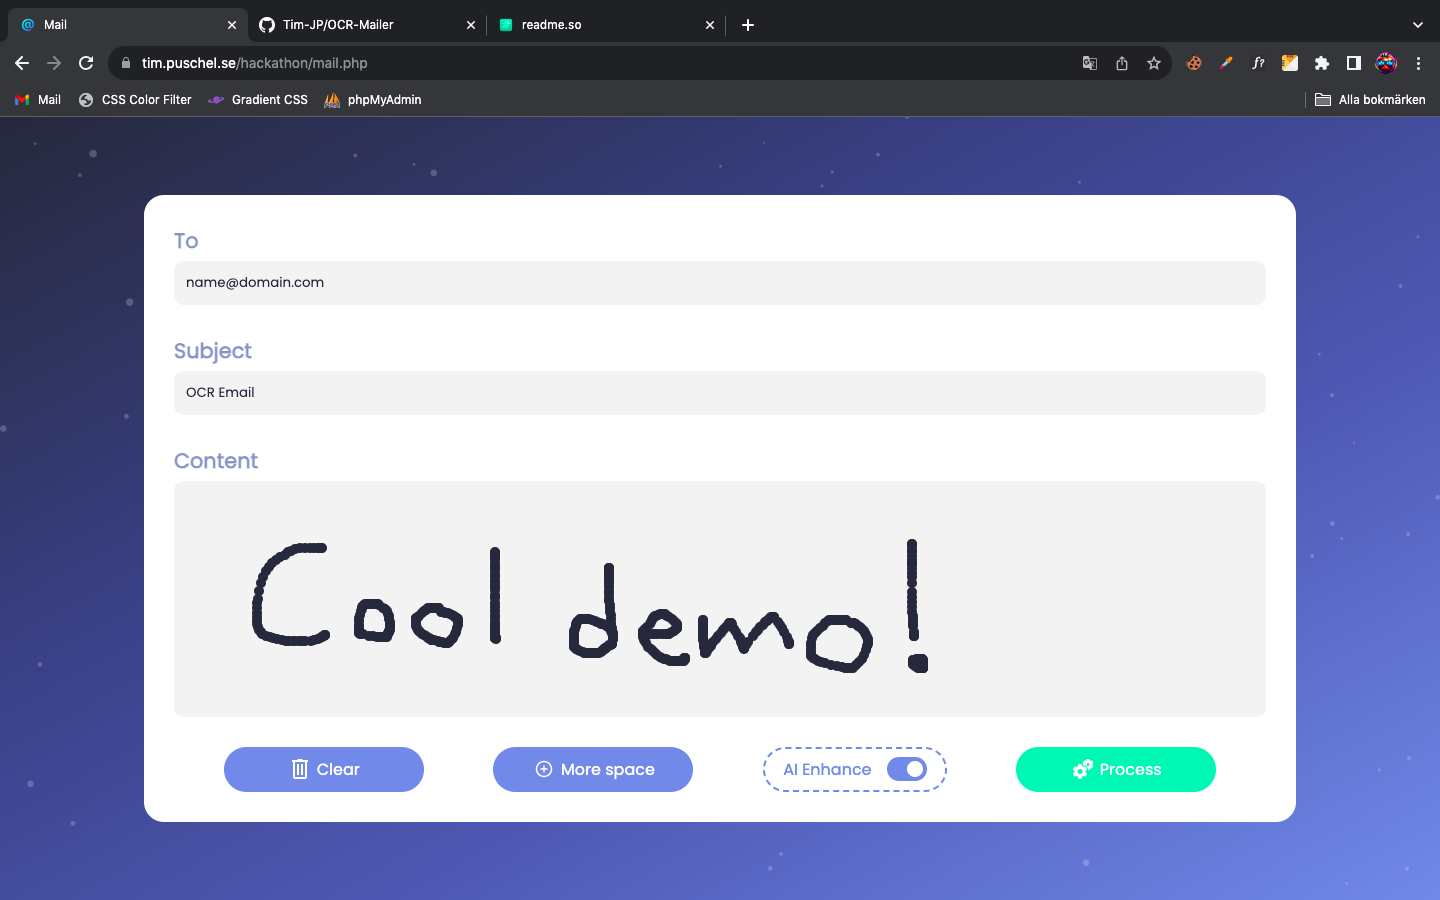 Mail
Tim-JP/OCR-Mailer
readme.so
tim.puschel.se/hackathon/mail.php
f?
Mail
CSS Color Filter
Gradient CSS
phpMyAdmin
Alla bokmärken
To
name@domain.com
Subject
OCR Email
Content
Cool demo!
Clear
More space
AI Enhance
Process